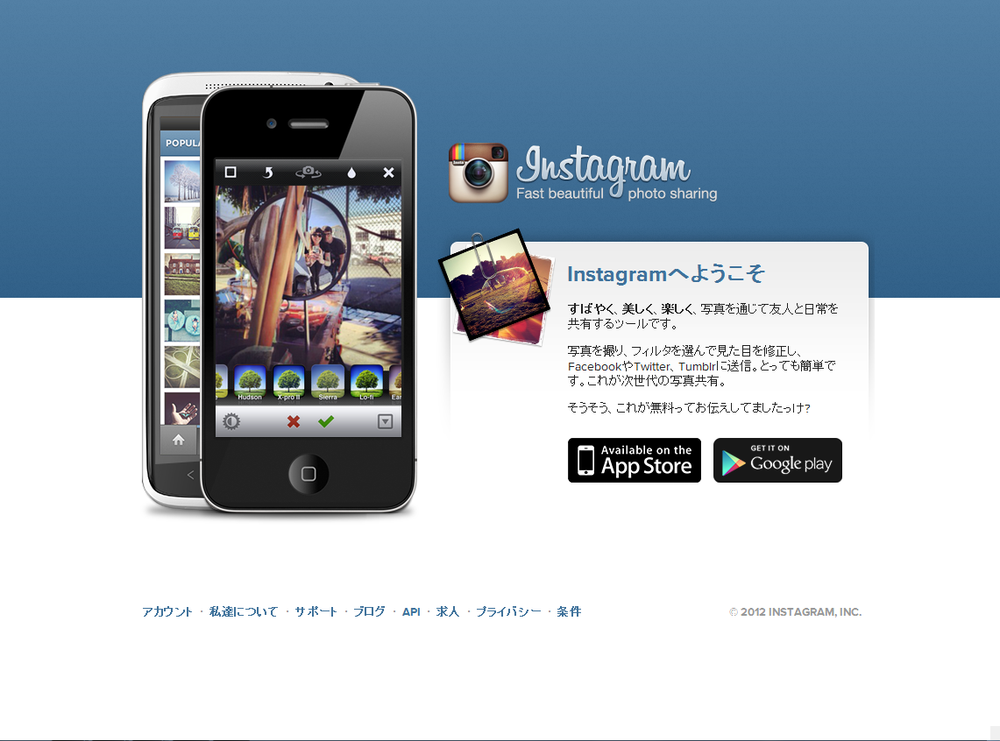 POPULA
Instagram
Fast beautiful photo sharing
Instagramへようこそ
すばやく、美しく、楽しく、写真を通じて友人と日常を
共有するツールです。
写真を撮り、フィルタを選んで見た目を修正し、
FacebookやTwitter、Tumblrに送信。とっても簡単で
す。これが次世代の写真共有。
そうそう、これが無料ってお伝えしてましたっけ?
Hudson X-pro II Sierra Lo-fi Ear
Available on the
App Store
GET IT ON
Google play
アカウント · 私達について · サポート · ブログ · API · 求人 · プライバシー · 条件
© 2012 INSTAGRAM, INC.